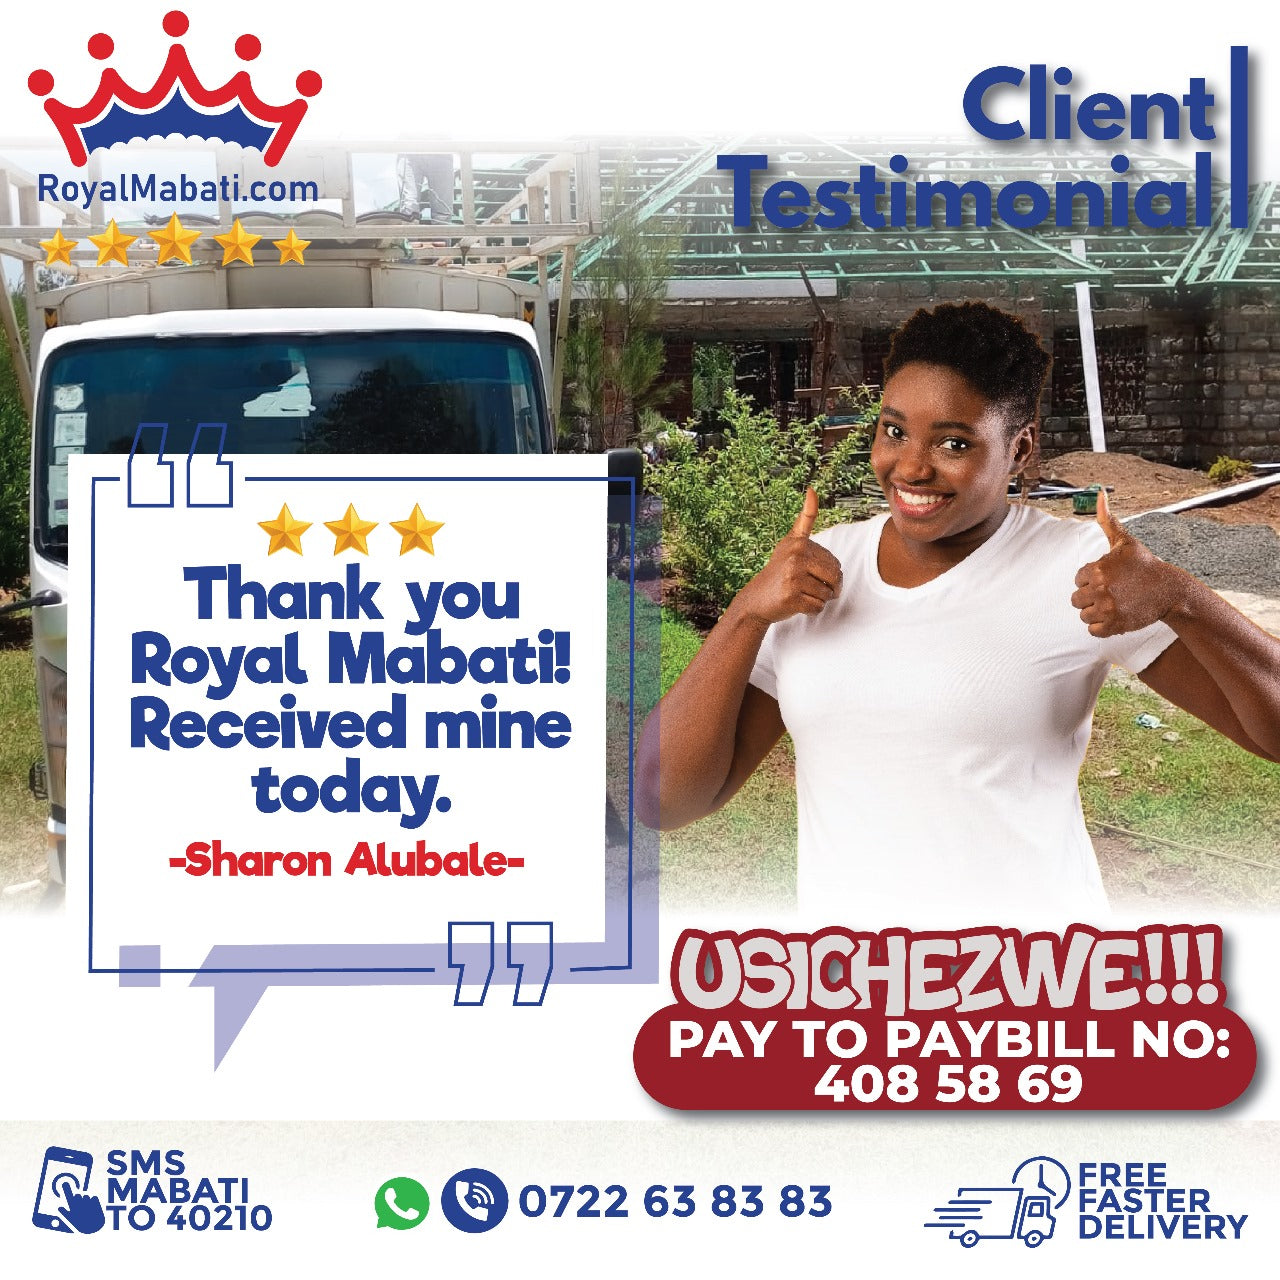 RoyalMabati.com
Client
Testimonial
Thank you
Royal Mabati!
Received mine
today.
-Sharon Alubale-
USICHEZWE!!!
PAY TO PAYBILL NO:
408 58 69
SMS
MABATI
TO 40210
0722 63 83 83
FREE
FASTER
DELIVERY